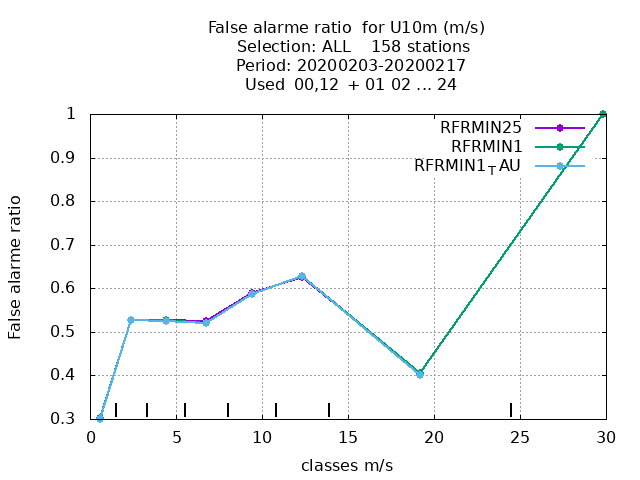 False alarme ratio  for U10m (m/s)
Selection: ALL    158 stations
Period: 20200203-20200217
Used  00,12  + 01 02 ... 24
RFRMIN25
RFRMIN1
RFRMIN1TAU
1
0.9
0.8
0.7
0.6
0.5
0.4
0.3
False alarme ratio
0 5 10 15 20 25 30
classes m/s